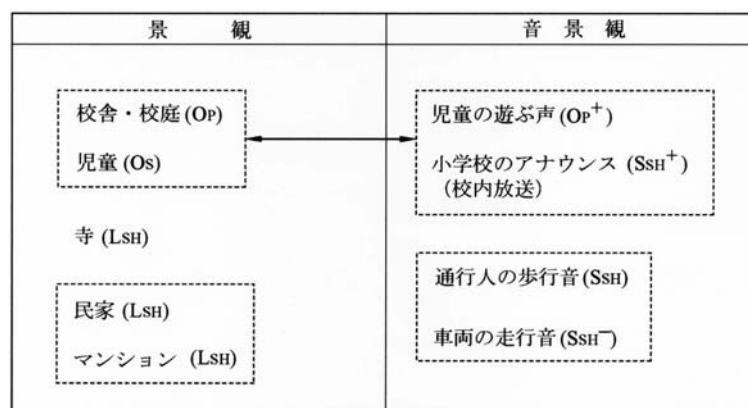 景　観
音 景 観
校舎・校庭 (OP)
児童 (OS)
寺 (LSH)
民家 (LSH)
マンション (LSH)
児童の遊ぶ声 (OP+)
小学校のアナウンス (SSH+)
（校内放送）
通行人の歩行音 (SSH)
車両の走行音 (SSH−)